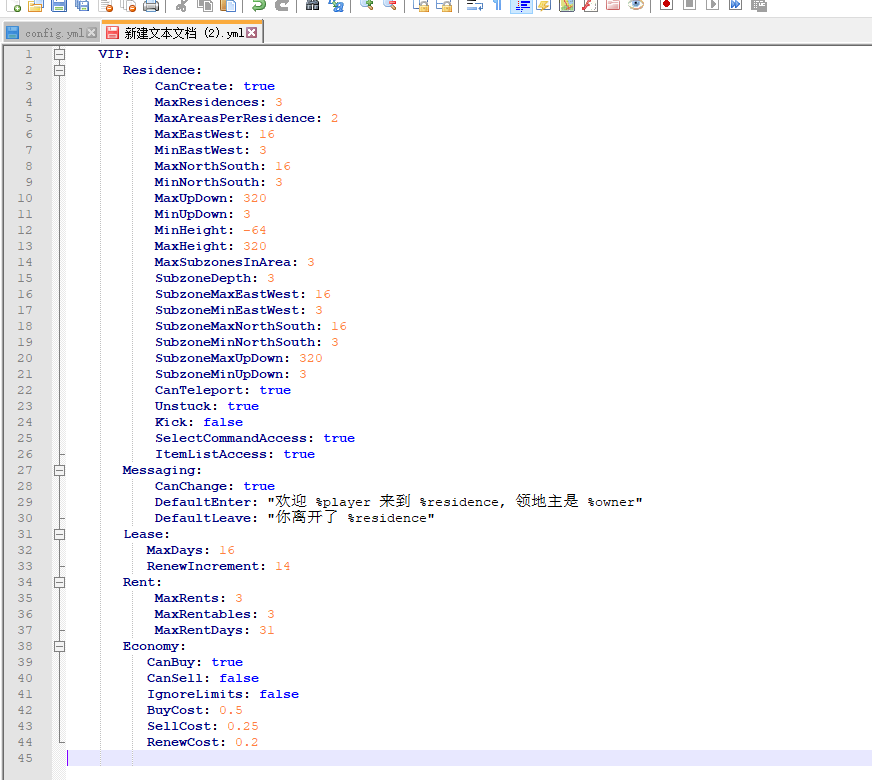 config.yml
新建文本文档 (2).yml
1 VIP:
2 Residence:
3 CanCreate: true
4 MaxResidences: 3
5 MaxAreasPerResidence: 2
6 MaxEastWest: 16
7 MinEastWest: 3
8 MaxNorthSouth: 16
9 MinNorthSouth: 3
10 MaxUpDown: 320
11 MinUpDown: 3
12 MinHeight: -64
13 MaxHeight: 320
14 MaxSubzonesInArea: 3
15 SubzoneDepth: 3
16 SubzoneMaxEastWest: 16
17 SubzoneMinEastWest: 3
18 SubzoneMaxNorthSouth: 16
19 SubzoneMinNorthSouth: 3
20 SubzoneMaxUpDown: 320
21 SubzoneMinUpDown: 3
22 CanTeleport: true
23 Unstuck: true
24 Kick: false
25 SelectCommandAccess: true
26 ItemListAccess: true
27 Messaging:
28 CanChange: true
29 DefaultEnter: "欢迎 %player 来到 %residence, 领地主是 %owner"
30 DefaultLeave: "你离开了 %residence"
31 Lease:
32 MaxDays: 16
33 RenewIncrement: 14
34 Rent:
35 MaxRents: 3
36 MaxRentables: 3
37 MaxRentDays: 31
38 Economy:
39 CanBuy: true
40 CanSell: false
41 IgnoreLimits: false
42 BuyCost: 0.5
43 SellCost: 0.25
44 RenewCost: 0.2
45